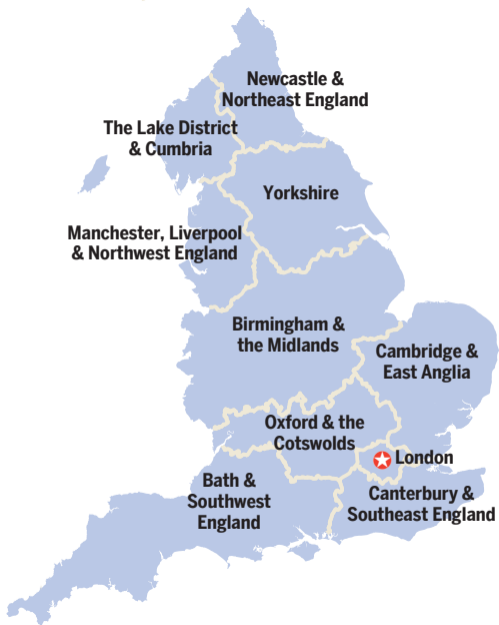 Newcastle &
Northeast England
The Lake District
& Cumbria
Yorkshire
Manchester, Liverpool
& Northwest England
Birmingham &
the Midlands
Cambridge &
East Anglia
Oxford & the
Cotswolds
London
Bath &
Southwest
England
Canterbury &
Southeast England